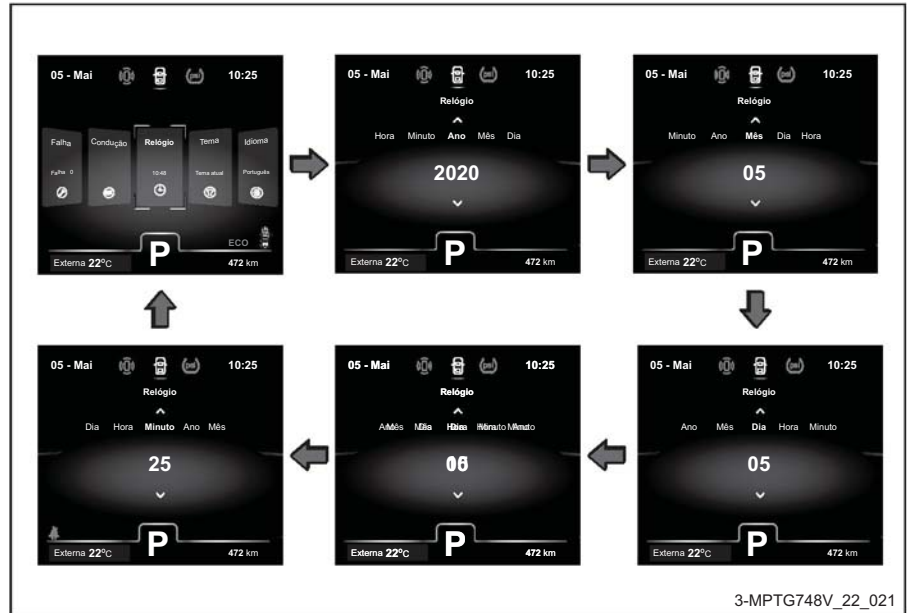 05 - Mai 10:25
Falha Condução Relógio Tema Idioma
Falha 0 10:48 Tema atual Português
P
ECO
Externa 22°C 472 km
05 - Mai 10:25
Relógio
Hora Minuto Ano Mês Dia
2020
P
Externa 22°C 472 km
05 - Mai 10:25
Relógio
Minuto Ano Mês Dia Hora
05
P
Externa 22°C 472 km
05 - Mai 10:25
Relógio
Dia Hora Minuto Ano Mês
25
P
Externa 22°C 472 km
05 - Mai 10:25
Relógio
P
Externa 22°C 472 km
05 - Mai 10:25
Relógio
Ano Mês Dia Hora Minuto
05
P
Externa 22°C 472 km
3-MPTG748V_22_021